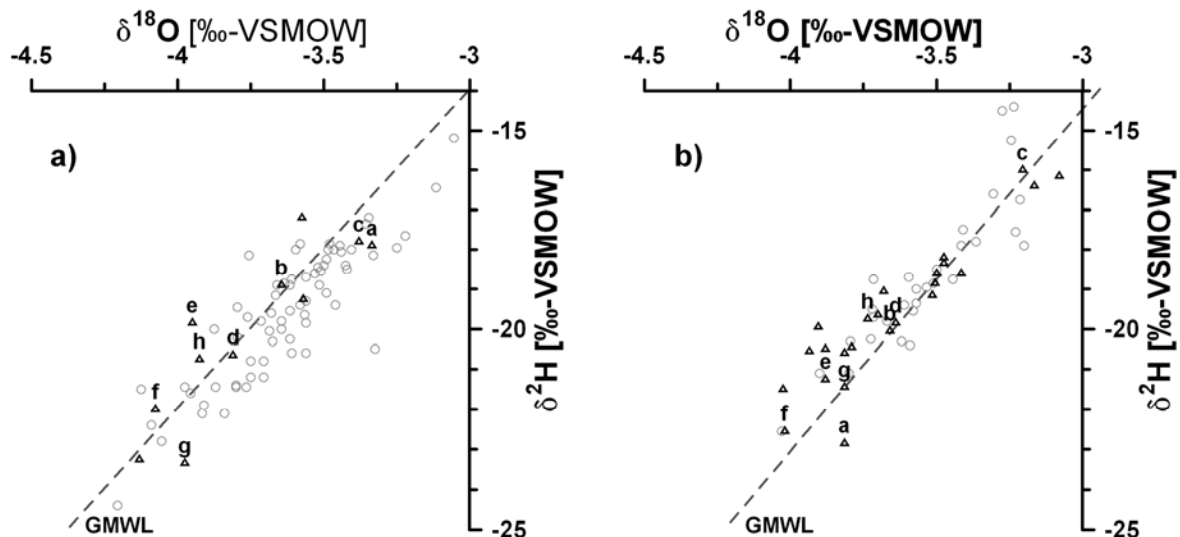 δ¹⁸O [‰-VSMOW]
-4.5 -4 -3.5 -3
a)
-15
-20
-25
δ²H [‰-VSMOW]
c a
b
e
h d
f
g
GMWL
δ¹⁸O [‰-VSMOW]
-4.5 -4 -3.5 -3
b)
-15
-20
-25
δ²H [‰-VSMOW]
c
h d
b
e g
f a
GMWL